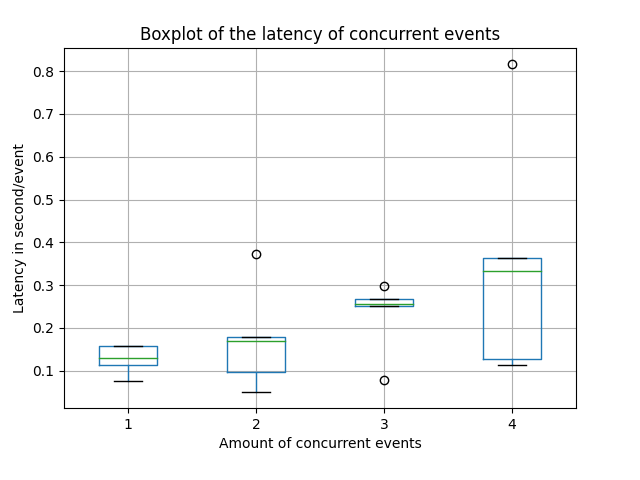 Boxplot of the latency of concurrent events
Latency in second/event
0.8
0.7
0.6
0.5
0.4
0.3
0.2
0.1
1 2 3 4
Amount of concurrent events